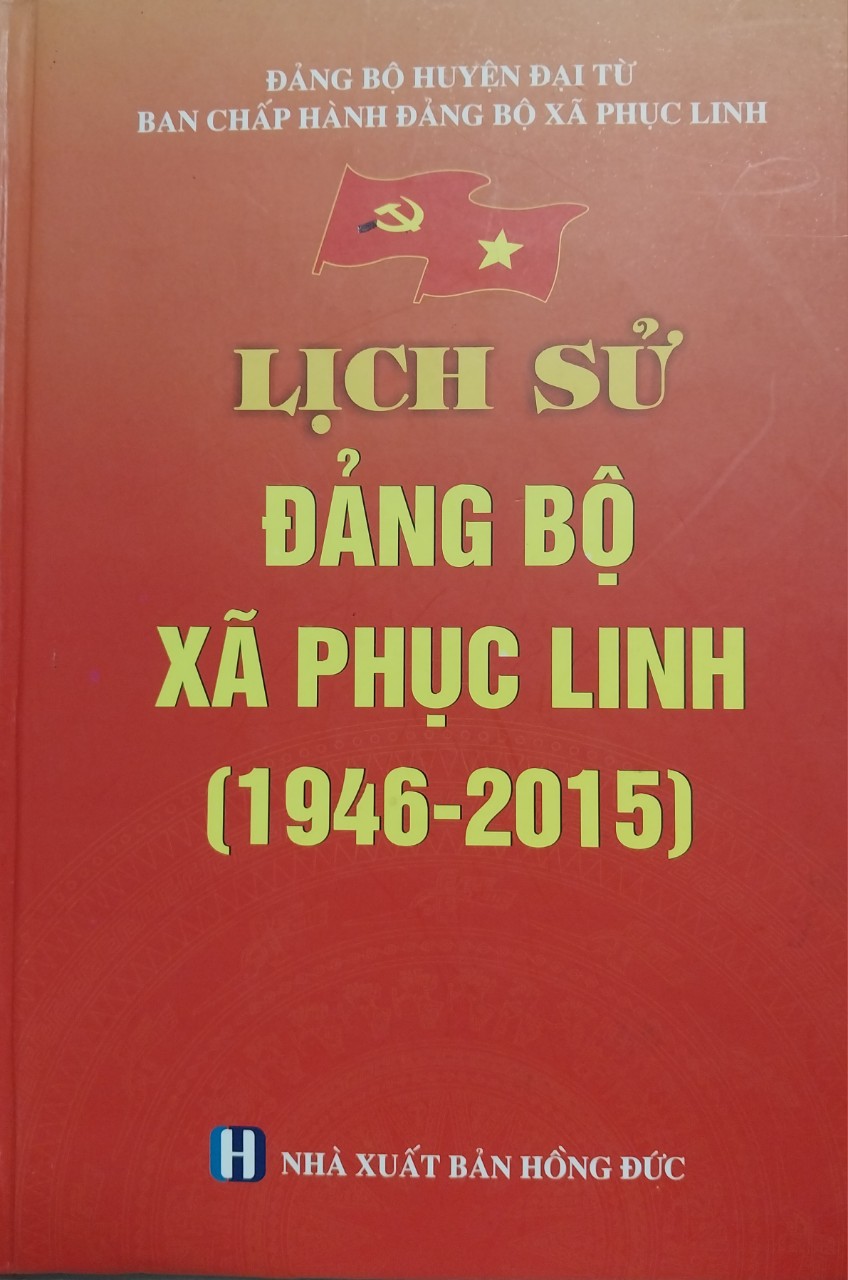 ĐẢNG BỘ HUYỆN ĐẠI TỪ
BAN CHẤP HÀNH ĐẢNG BỘ XÃ PHỤC LINH
LỊCH SỬ
ĐẢNG BỘ
XÃ PHỤC LINH
(1946-2015)
H NHÀ XUẤT BẢN HỒNG ĐỨC